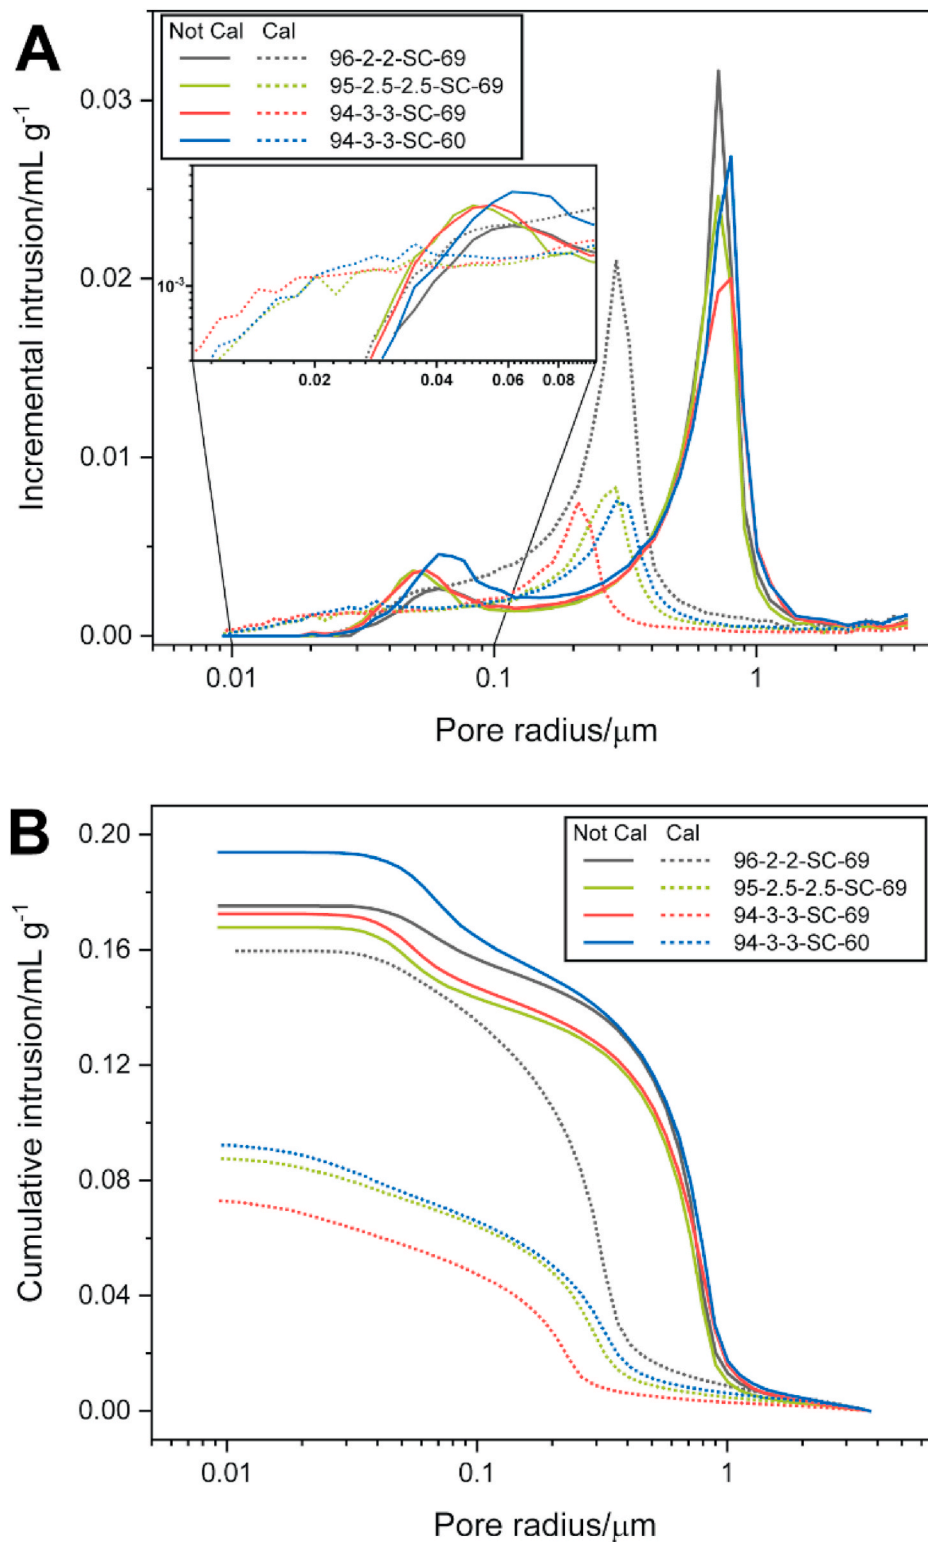 A
Not Cal Cal
96-2-2-SC-69
95-2.5-2.5-SC-69
94-3-3-SC-69
94-3-3-SC-60
10⁻³
0.02 0.04 0.06 0.08
0.03
0.02
0.01
0.00
Incremental intrusion/mL g⁻¹
0.01 0.1 1
Pore radius/μm
B
Not Cal Cal
96-2-2-SC-69
95-2.5-2.5-SC-69
94-3-3-SC-69
94-3-3-SC-60
0.20
0.16
0.12
0.08
0.04
0.00
Cumulative intrusion/mL g⁻¹
0.01 0.1 1
Pore radius/μm